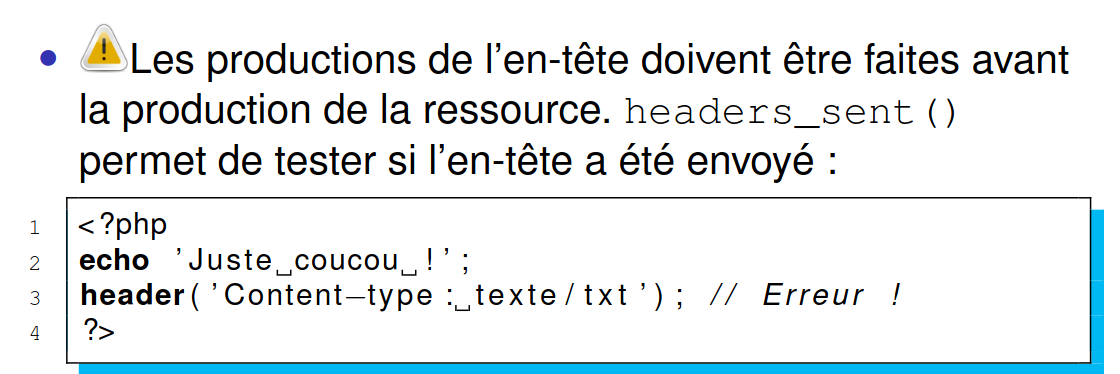 • Les productions de l'en-tête doivent être faites avant
la production de la ressource. headers_sent()
permet de tester si l'en-tête a été envoyé :
1 <?php
2 echo 'Juste␣coucou␣!';
3 header('Content-type:␣texte/txt'); // Erreur !
4 ?>